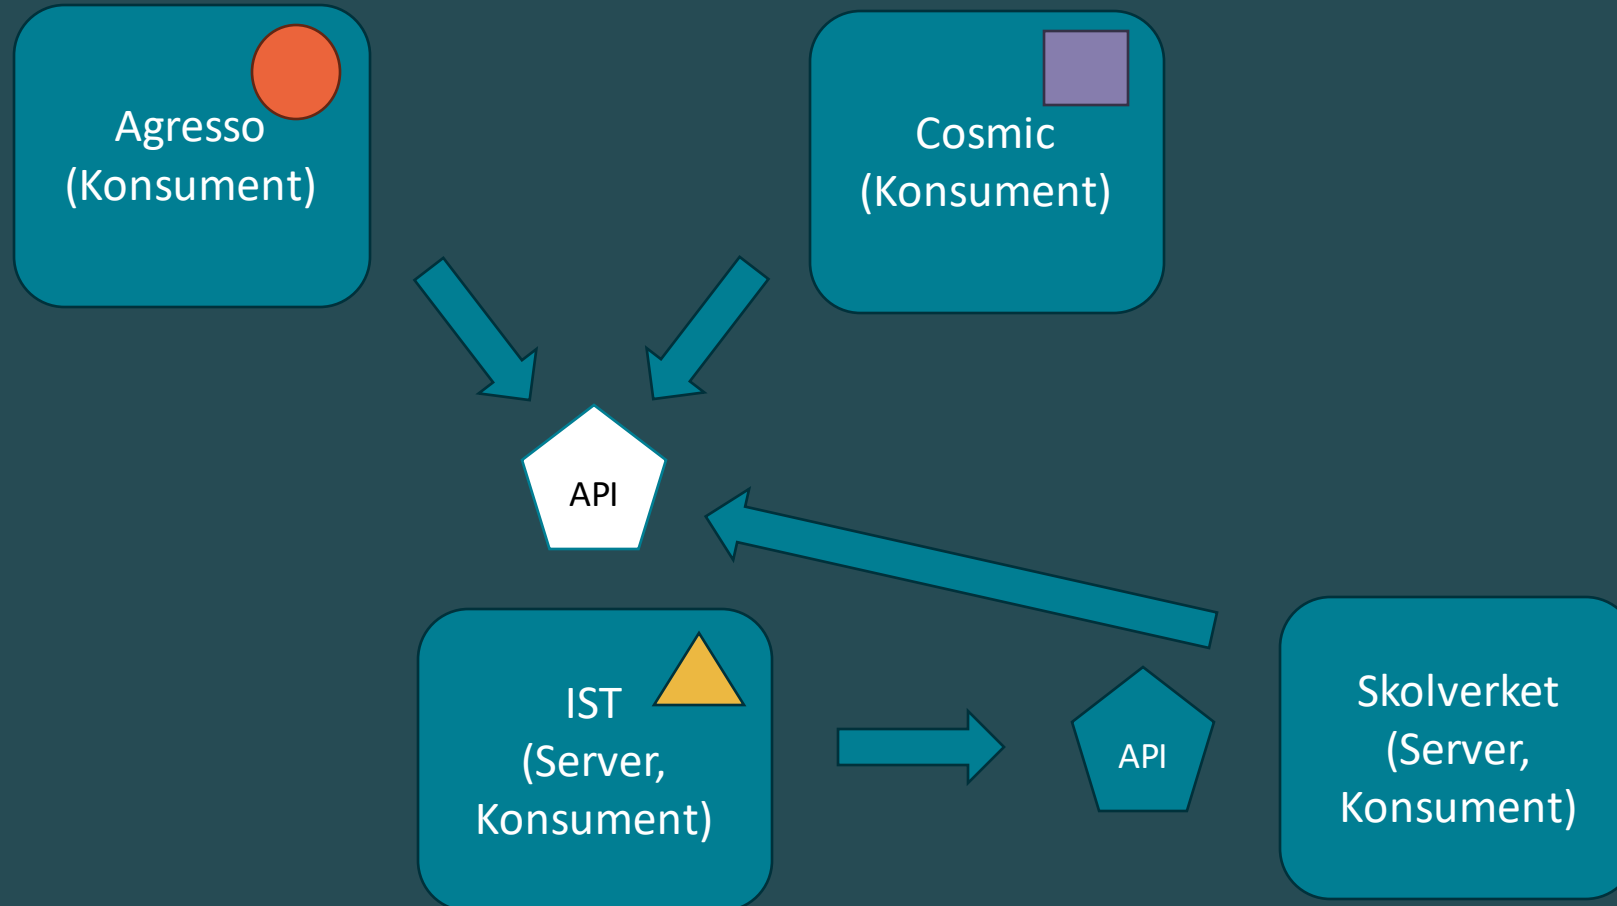 Agresso
(Konsument)
Cosmic
(Konsument)
API
IST
(Server,
Konsument)
API
Skolverket
(Server,
Konsument)